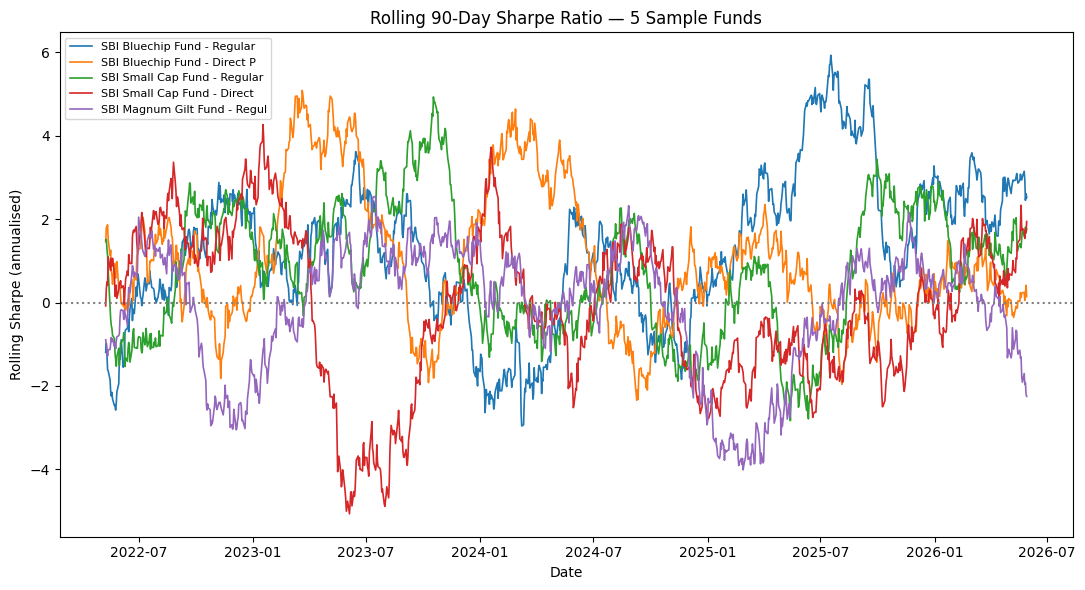 Rolling 90-Day Sharpe Ratio — 5 Sample Funds
SBI Bluechip Fund - Regular
SBI Bluechip Fund - Direct P
SBI Small Cap Fund - Regular
SBI Small Cap Fund - Direct
SBI Magnum Gilt Fund - Regul
Rolling Sharpe (annualised)
6
4
2
0
−2
−4
2022-07 2023-01 2023-07 2024-01 2024-07 2025-01 2025-07 2026-01 2026-07
Date